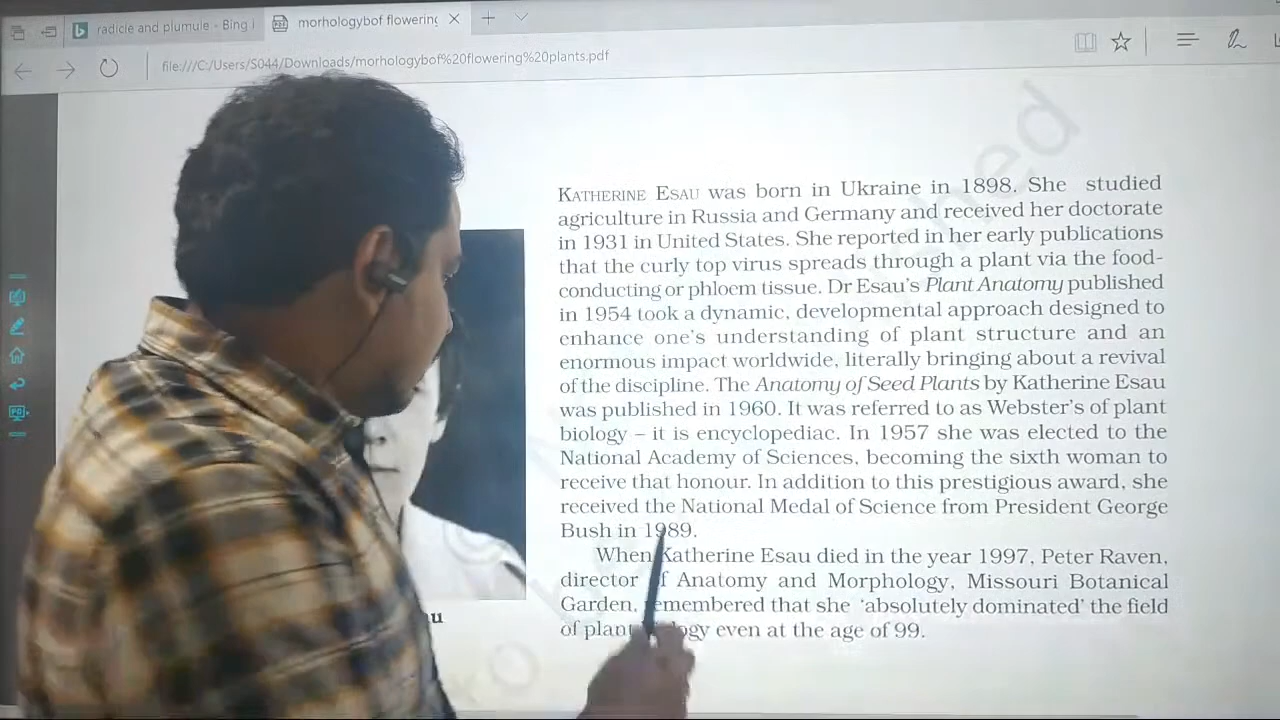 radicle and plumule - Bing
morhologybof flowering
file:///C:/Users/S044/Downloads/morhologybof%20flowering%20plants.pdf
KATHERINE ESAU was born in Ukraine in 1898. She studied
agriculture in Russia and Germany and received her doctorate
in 1931 in United States. She reported in her early publications
that the curly top virus spreads through a plant via the food-
conducting or phloem tissue. Dr Esau's Plant Anatomy published
in 1954 took a dynamic, developmental approach designed to
enhance one's understanding of plant structure and an
enormous impact worldwide, literally bringing about a revival
of the discipline. The Anatomy of Seed Plants by Katherine Esau
was published in 1960. It was referred to as Webster's of plant
biology – it is encyclopediac. In 1957 she was elected to the
National Academy of Sciences, becoming the sixth woman to
receive that honour. In addition to this prestigious award, she
received the National Medal of Science from President George
Bush in 1989.
When Katherine Esau died in the year 1997, Peter Raven,
director of Anatomy and Morphology, Missouri Botanical
Garden, remembered that she 'absolutely dominated' the field
of plant even at the age of 99.